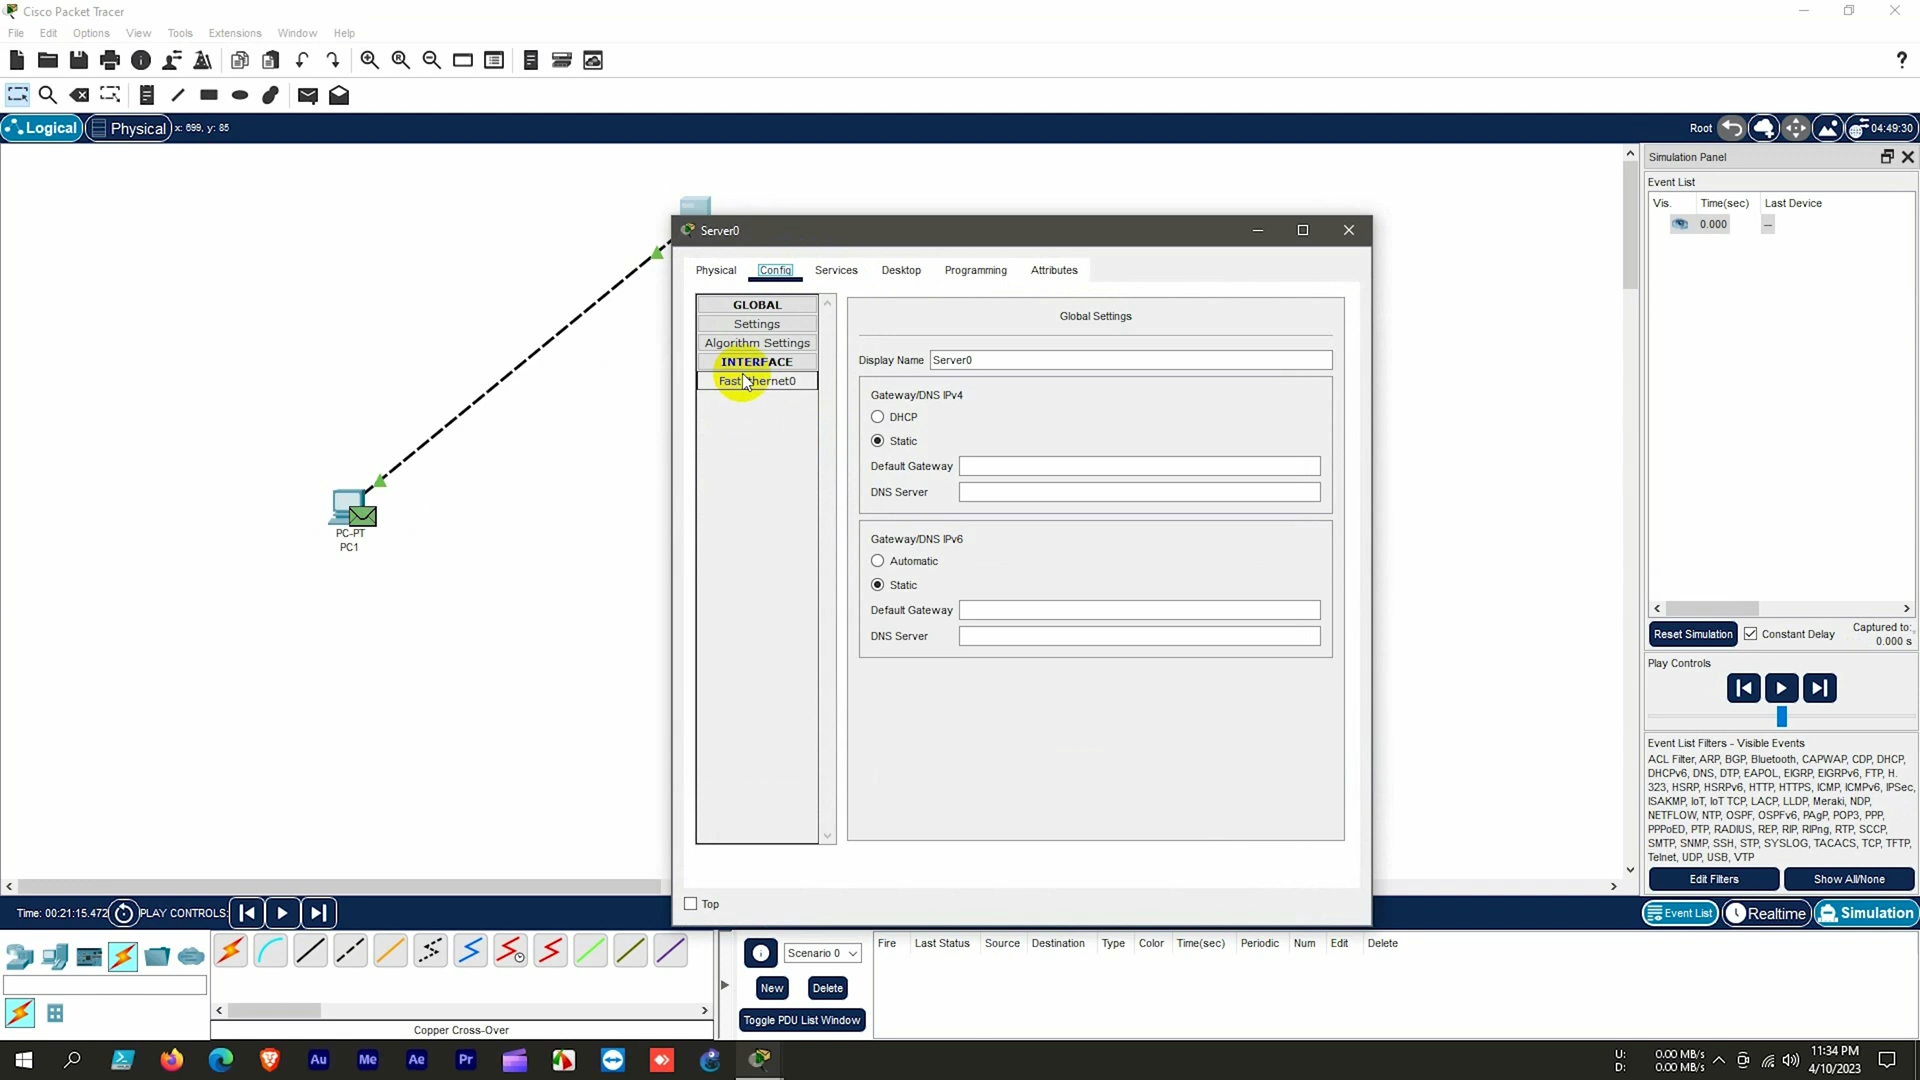 Cisco Packet Tracer
File Edit Options View Tools Extensions Window Help
?
Logical Physical x: 699, y: 85 Root 04:49:30
Simulation Panel
Event List
Vis. Time(sec) Last Device
0.000 --
Server0
Physical Config Services Desktop Programming Attributes
GLOBAL
Settings
Algorithm Settings
INTERFACE
FastEthernet0
Global Settings
Display Name Server0
Gateway/DNS IPv4
DHCP
Static
Default Gateway
DNS Server
Gateway/DNS IPv6
Automatic
Static
Default Gateway
DNS Server
Top
PC-PT
PC1
Reset Simulation Constant Delay Captured to:
0.000 s
Play Controls
Event List Filters - Visible Events
ACL Filter, ARP, BGP, Bluetooth, CAPWAP, CDP, DHCP,
DHCPv6, DNS, DTP, EAPOL, EIGRP, EIGRPv6, FTP, H.
323, HSRP, HSRPv6, HTTP, HTTPS, ICMP, ICMPv6, IPSec,
ISAKMP, IoT, IoT TCP, LACP, LLDP, Meraki, NDP,
NETFLOW, NTP, OSPF, OSPFv6, PAgP, POP3, PPP,
PPPoED, PTP, RADIUS, REP, RIP, RIPng, RTP, SCCP,
SMTP, SNMP, SSH, STP, SYSLOG, TACACS, TCP, TFTP,
Telnet, UDP, USB, VTP
Edit Filters Show All/None
Time: 00:21:15.472 PLAY CONTROLS:
Event List Realtime Simulation
Scenario 0
New Delete
Toggle PDU List Window
Fire Last Status Source Destination Type Color Time(sec) Periodic Num Edit Delete
Copper Cross-Over
Au Me Ae Pr
U: 0.00 MB/s
D: 0.00 MB/s
11:34 PM
4/10/2023